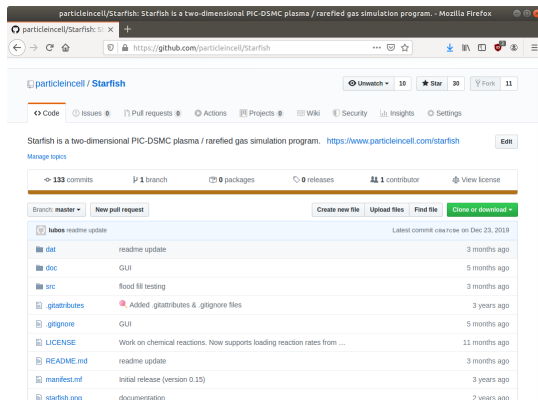 particleincell/Starfish: Starfish is a two-dimensional PIC-DSMC plasma / rarefied gas simulation program. - Mozilla Firefox
particleincell/Starfish: St
https://github.com/particleincell/Starfish
particleincell / Starfish
Unwatch 10 Star 30 Fork 11
Code Issues 0 Pull requests 0 Actions Projects 0 Wiki Security Insights Settings
Starfish is a two-dimensional PIC-DSMC plasma / rarefied gas simulation program. https://www.particleincell.com/starfish Edit
Manage topics
133 commits 1 branch 0 packages 0 releases 1 contributor View license
Branch: master New pull request Create new file Upload files Find file Clone or download
lubos readme update Latest commit on Dec 23, 2019
dat readme update 3 months ago
doc GUI 5 months ago
src flood fill testing 3 months ago
.gitattributes Added .gitattributes & .gitignore files 3 years ago
.gitignore GUI 5 months ago
LICENSE Work on chemical reactions. Now supports loading reaction rates from … 11 months ago
README.md readme update 3 months ago
manifest.mf Initial release (version 0.15) 3 years ago
starfish.png documentation 2 years ago